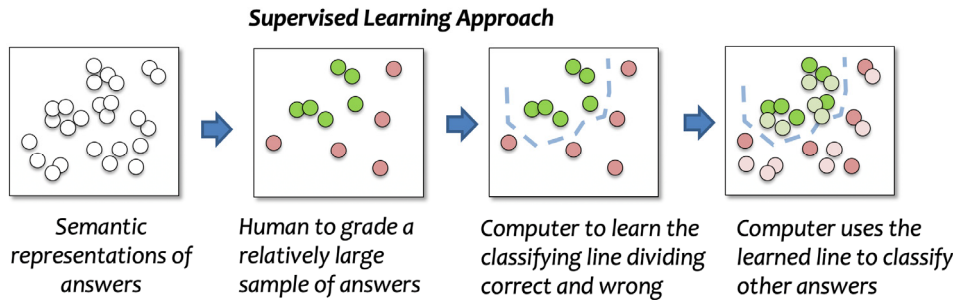 Supervised Learning Approach
Semantic
representations of
answers
Human to grade a
relatively large
sample of answers
Computer to learn the
classifying line dividing
correct and wrong
Computer uses the
learned line to classify
other answers